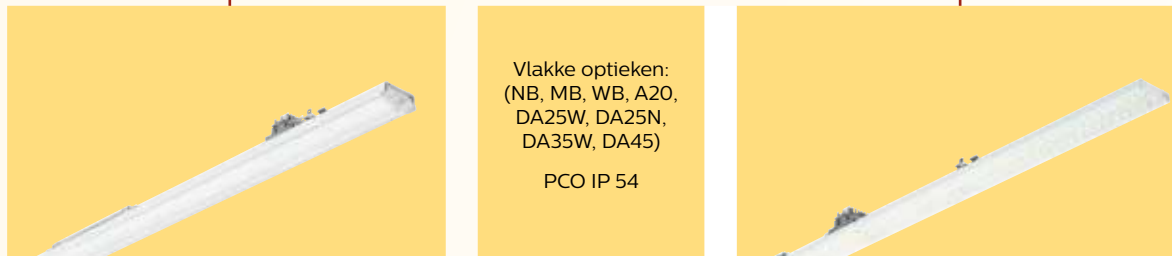 Vlakke optieken:
(NB, MB, WB, A20,
DA25W, DA25N,
DA35W, DA45)
PCO IP 54